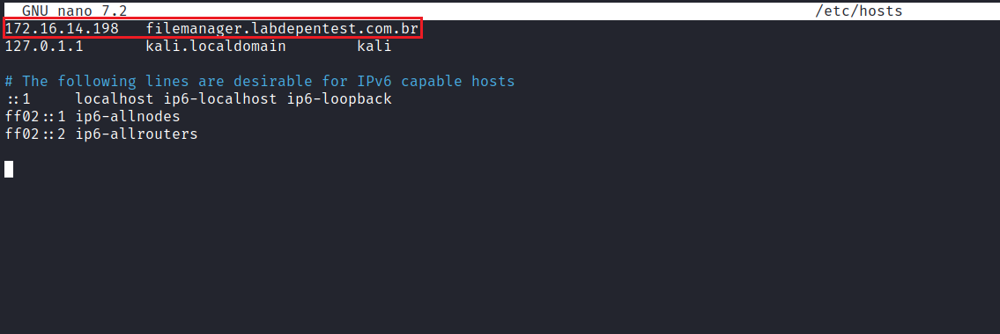 GNU nano 7.2 /etc/hosts
172.16.14.198 filemanager.labdepentest.com.br
127.0.1.1 kali.localdomain kali
# The following lines are desirable for IPv6 capable hosts
::1 localhost ip6-localhost ip6-loopback
ff02::1 ip6-allnodes
ff02::2 ip6-allrouters